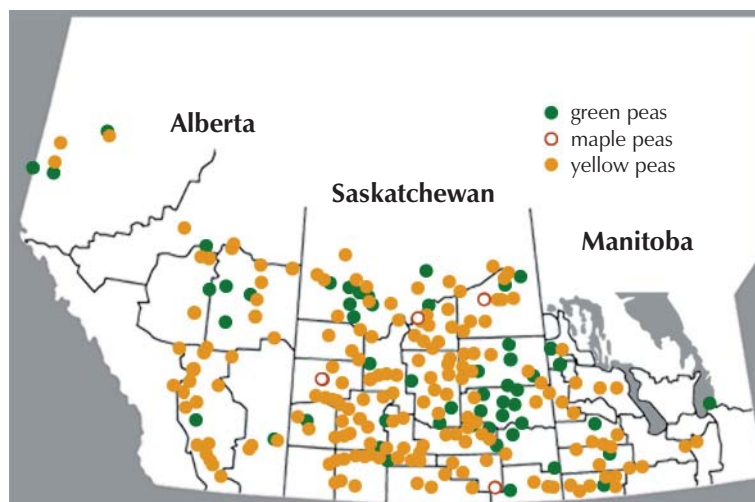 Alberta
green peas
maple peas
yellow peas
Saskatchewan
Manitoba